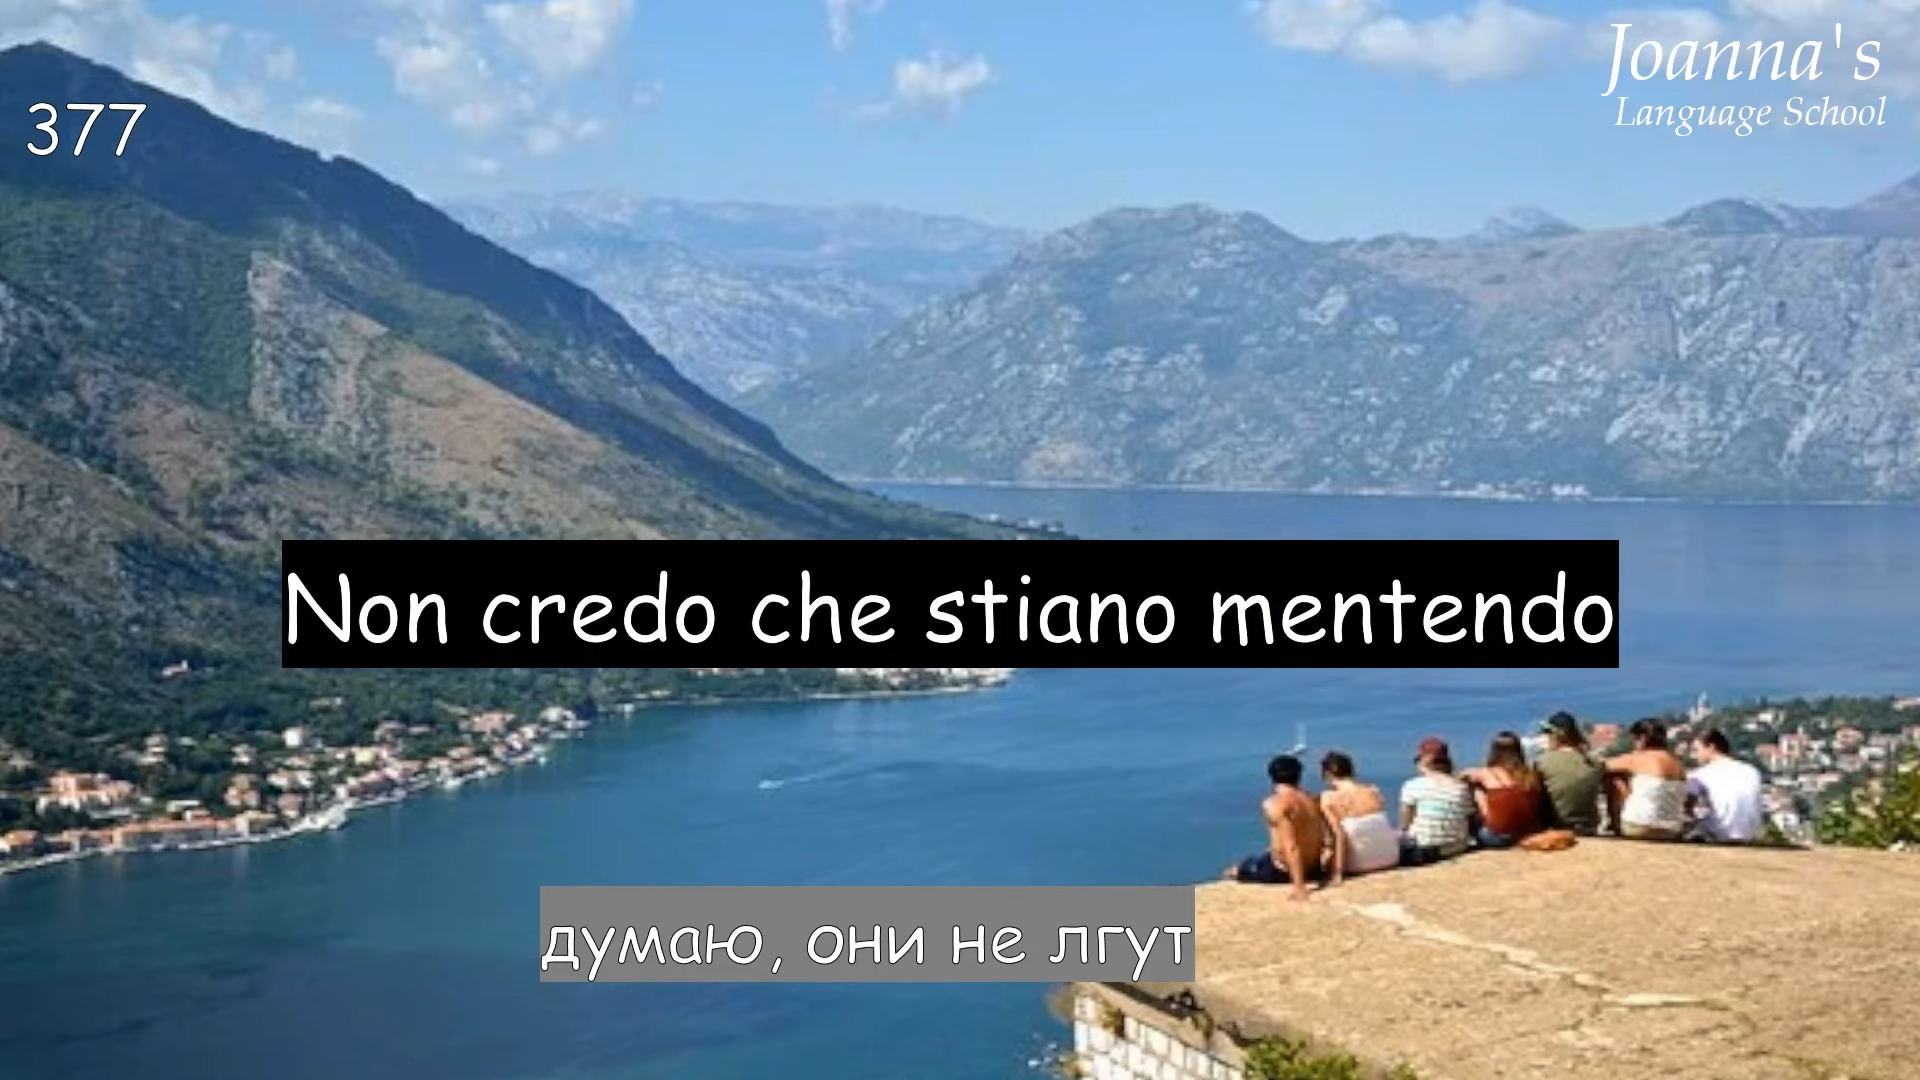 Joanna's
Language School
377
Non credo che stiano mentendo
думаю, они не лгут